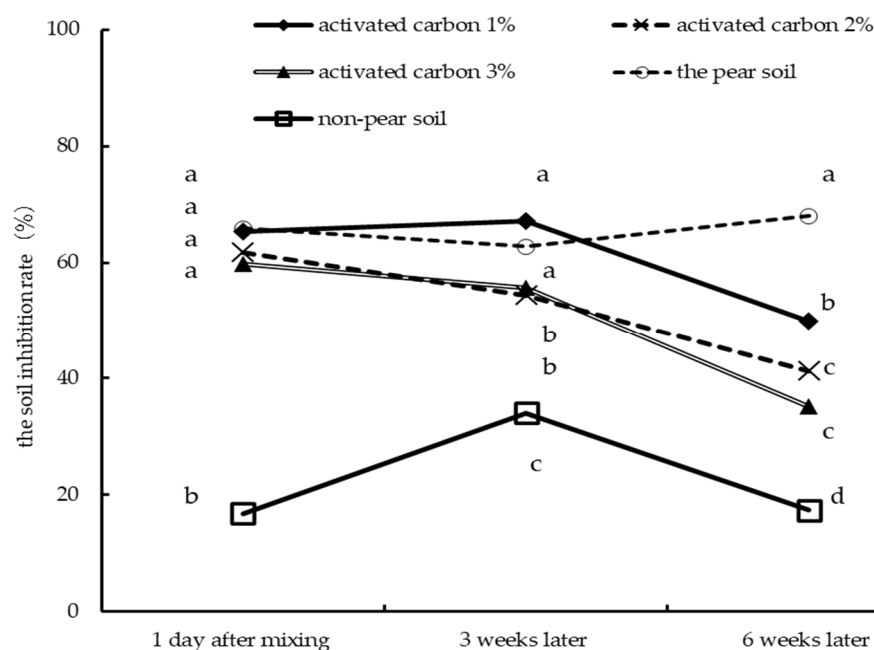 100
activated carbon 1%
activated carbon 2%
activated carbon 3%
the pear soil
non-pear soil
80
a
a
a
a
a
a
60
a
a
b
b
b
c
40
c
c
20
b
d
0
the soil inhibition rate (%)
1 day after mixing
3 weeks later
6 weeks later